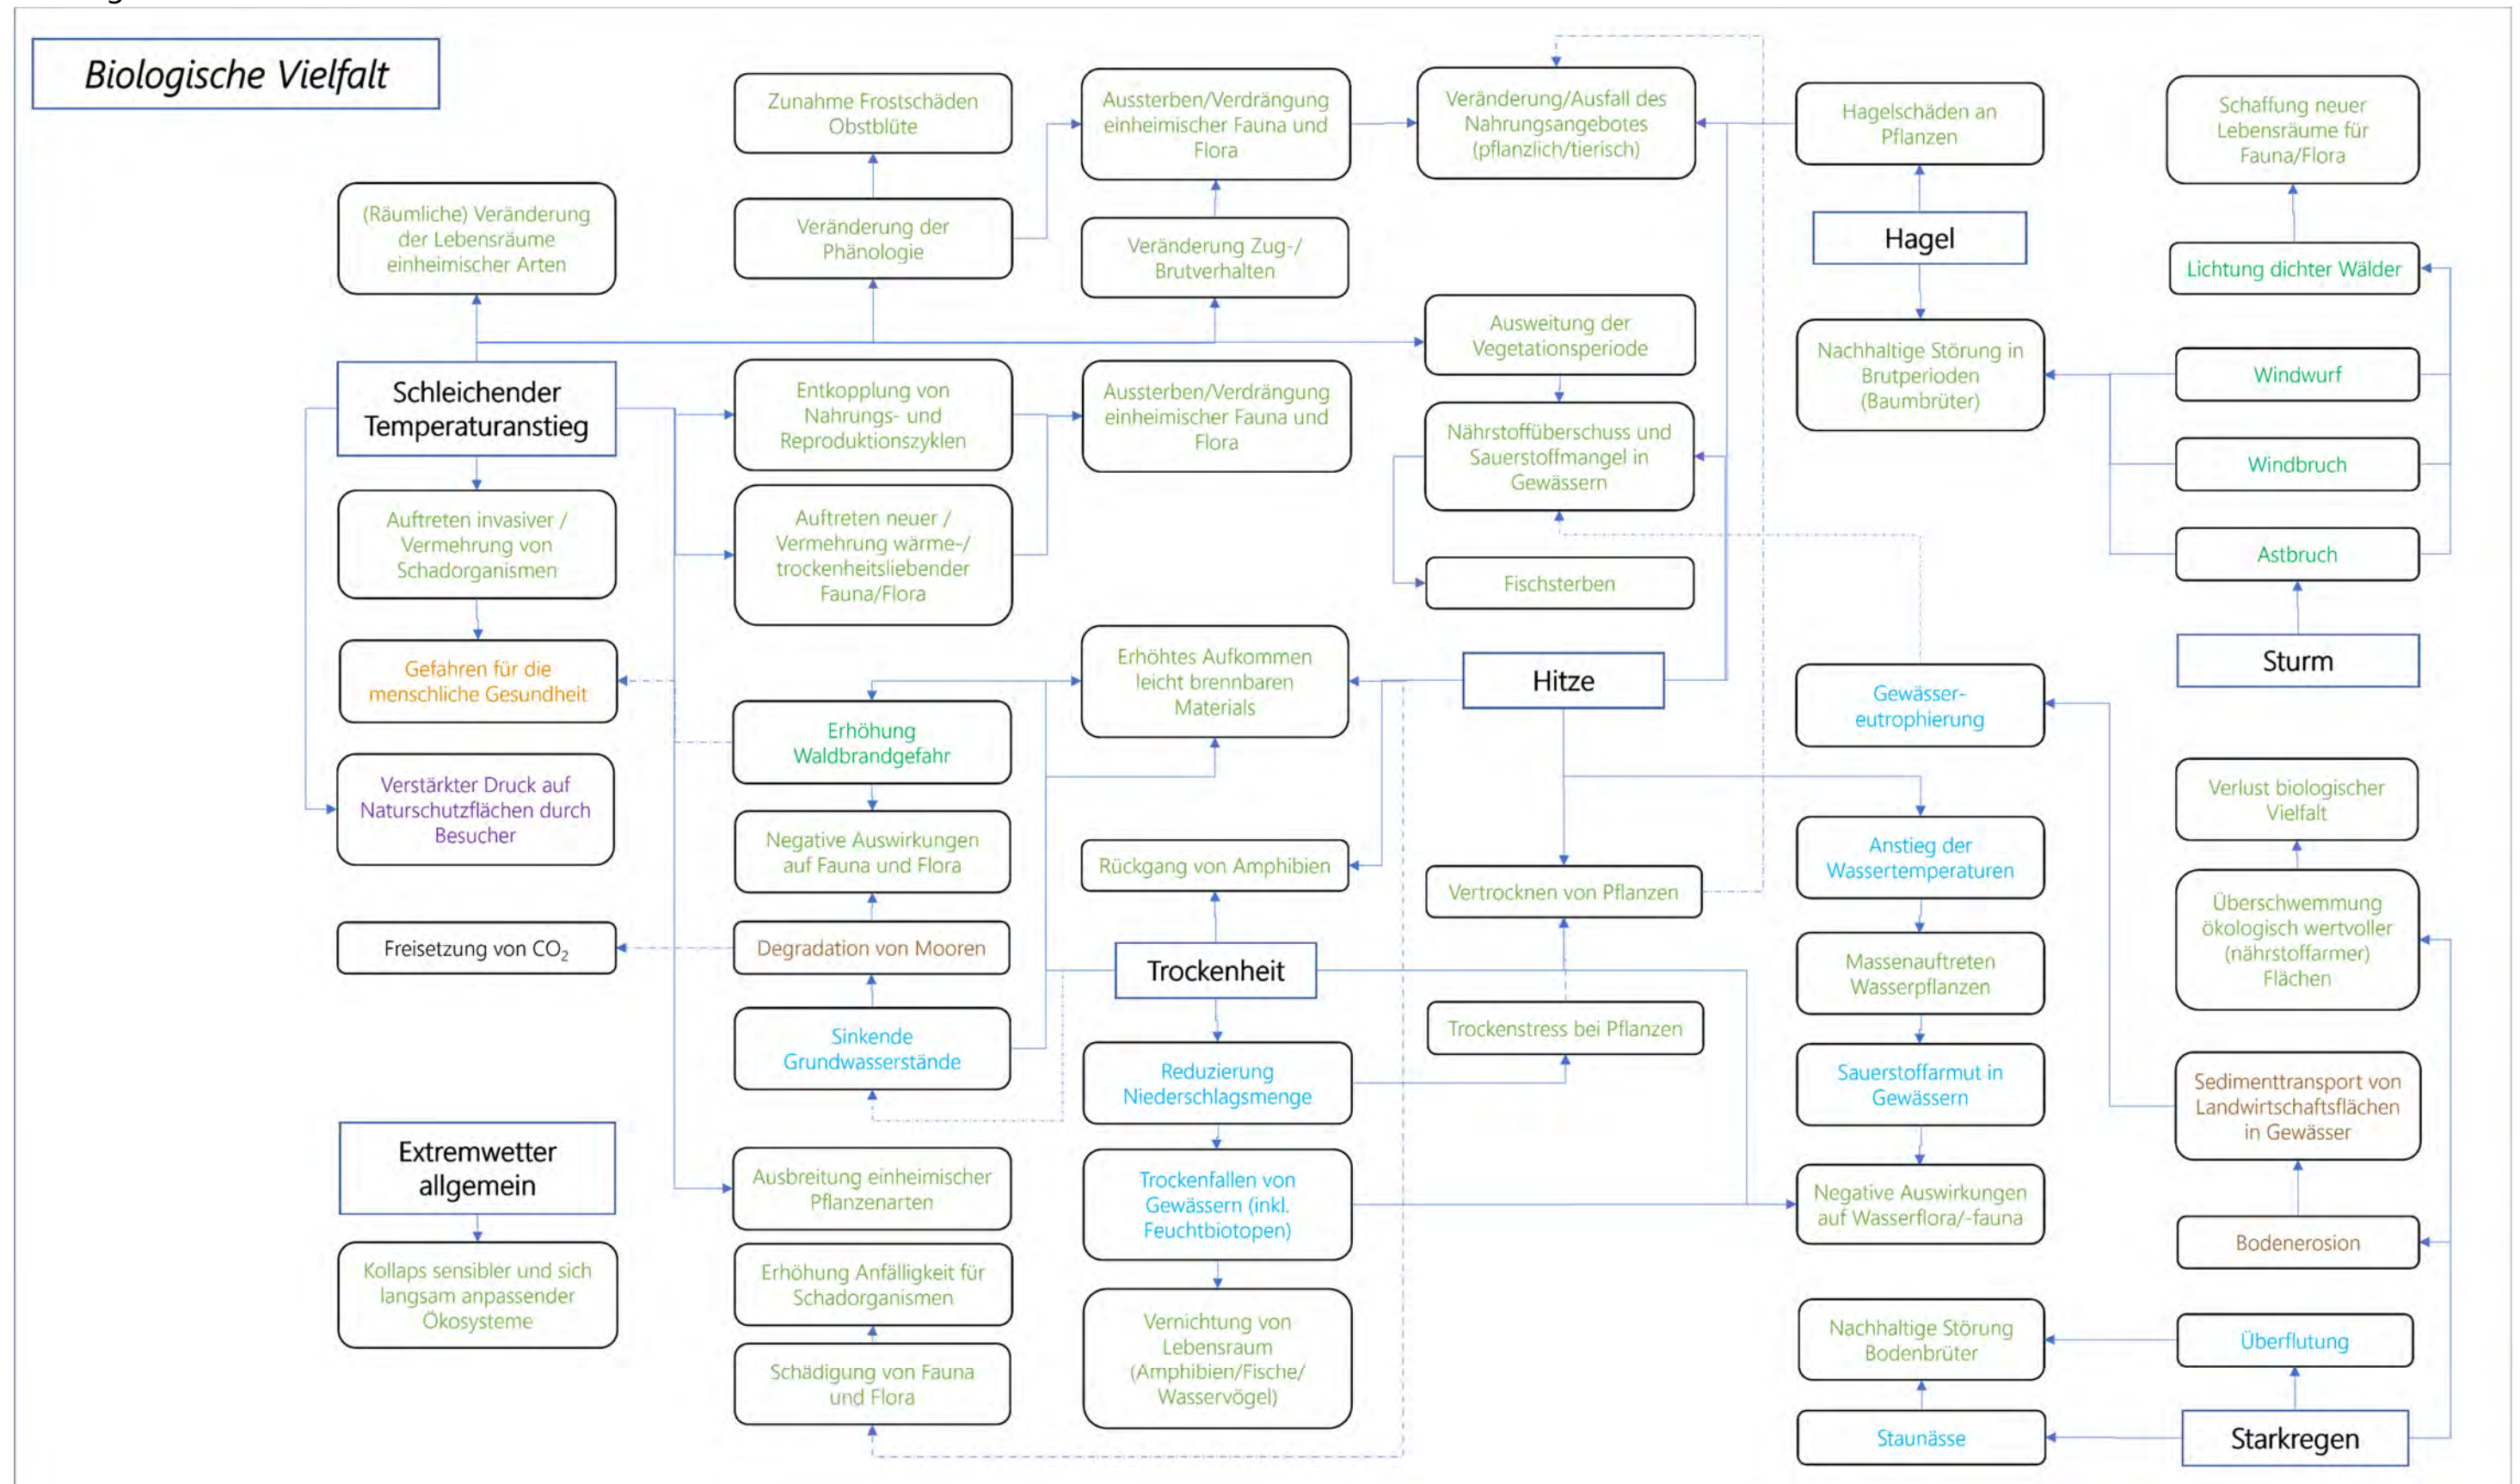 Biologische Vielfalt
Zunahme Frostschäden
Obstblüte
Aussterben/Verdrängung
einheimischer Fauna und
Flora
Veränderung/Ausfall des
Nahrungsangebotes
(pflanzlich/tierisch)
Hagelschäden an
Pflanzen
Schaffung neuer
Lebensräume für
Fauna/Flora
(Räumliche) Veränderung
der Lebensräume
einheimischer Arten
Veränderung der
Phänologie
Veränderung Zug-/
Brutverhalten
Hagel
Lichtung dichter Wälder
Ausweitung der
Vegetationsperiode
Nachhaltige Störung in
Brutperioden
(Baumbrüter)
Windwurf
Schleichender
Temperaturanstieg
Entkopplung von
Nahrungs- und
Reproduktionszyklen
Aussterben/Verdrängung
einheimischer Fauna und
Flora
Nährstoffüberschuss und
Sauerstoffmangel in
Gewässern
Windbruch
Auftreten invasiver /
Vermehrung von
Schadorganismen
Auftreten neuer /
Vermehrung wärme-/
trockenheitsliebender
Fauna/Flora
Fischsterben
Astbruch
Gefahren für die
menschliche Gesundheit
Erhöhtes Aufkommen
leicht brennbaren
Materials
Hitze
Gewässer-
eutrophierung
Sturm
Erhöhung
Waldbrandgefahr
Verstärkter Druck auf
Naturschutzflächen durch
Besucher
Negative Auswirkungen
auf Fauna und Flora
Rückgang von Amphibien
Vertrocknen von Pflanzen
Anstieg der
Wassertemperaturen
Verlust biologischer
Vielfalt
Freisetzung von CO₂
Degradation von Mooren
Trockenheit
Massenauftreten
Wasserpflanzen
Überschwemmung
ökologisch wertvoller
(nährstoffarmer)
Flächen
Sinkende
Grundwasserstände
Reduzierung
Niederschlagsmenge
Trockenstress bei Pflanzen
Sauerstoffarmut in
Gewässern
Sedimenttransport von
Landwirtschaftsflächen
in Gewässer
Extremwetter
allgemein
Ausbreitung einheimischer
Pflanzenarten
Trockenfallen von
Gewässern (inkl.
Feuchtbiotopen)
Negative Auswirkungen
auf Wasserflora/-fauna
Bodenerosion
Kollaps sensibler und sich
langsam anpassender
Ökosysteme
Erhöhung Anfälligkeit für
Schadorganismen
Vernichtung von
Lebensraum
(Amphibien/Fische/
Wasservögel)
Nachhaltige Störung
Bodenbrüter
Überflutung
Schädigung von Fauna
und Flora
Staunässe
Starkregen